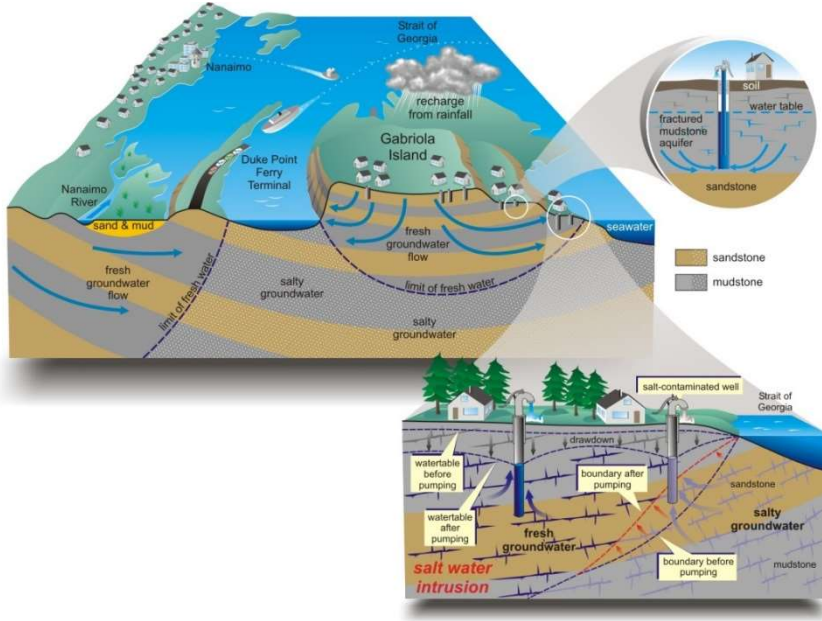 Nanaimo
Strait of
Georgia
recharge
from rainfall
Gabriola
Island
Duke Point
Ferry
Terminal
Nanaimo
River
sand & mud
fresh
groundwater
flow
limit of fresh water
salty
groundwater
fresh
groundwater
flow
limit of fresh water
salty
groundwater
seawater
soil
water table
fractured
mudstone
aquifer
sandstone
sandstone
mudstone
salt-contaminated well
Strait of
Georgia
drawdown
watertable
before
pumping
watertable
after
pumping
boundary after
pumping
sandstone
salty
groundwater
fresh
groundwater
boundary before
pumping
mudstone
salt water
intrusion